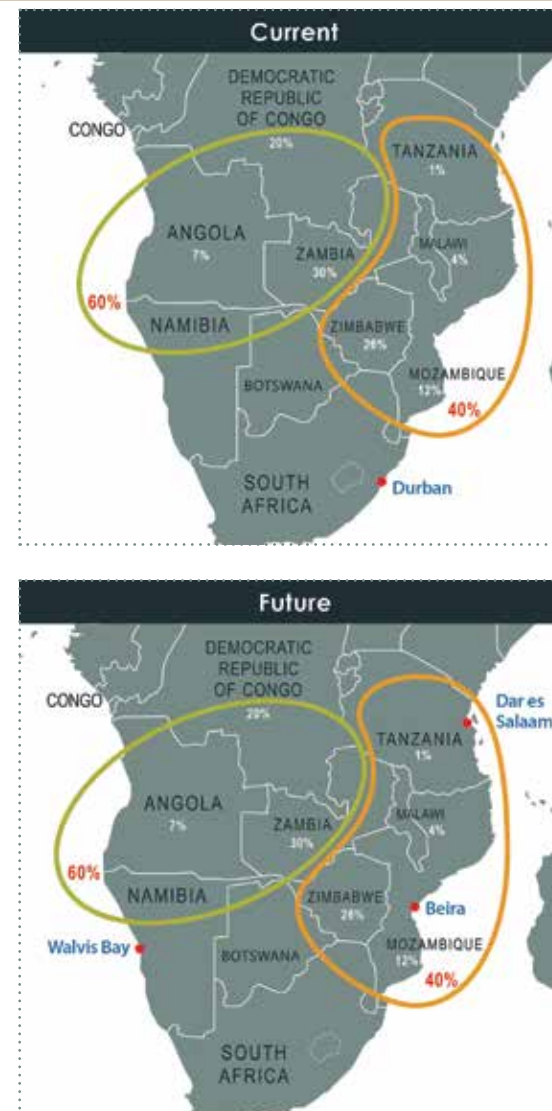 Current
DEMOCRATIC
REPUBLIC
OF CONGO
20%
CONGO
TANZANIA
1%
ANGOLA
7%
ZAMBIA
30%
MALAWI
4%
60%
NAMIBIA
ZIMBABWE
26%
BOTSWANA
MOZAMBIQUE
12%
40%
SOUTH
AFRICA
Durban
Future
DEMOCRATIC
REPUBLIC
OF CONGO
20%
CONGO
Dar es
Salaam
TANZANIA
1%
ANGOLA
7%
ZAMBIA
30%
MALAWI
4%
60%
NAMIBIA
ZIMBABWE
26%
Beira
Walvis Bay
BOTSWANA
MOZAMBIQUE
12%
40%
SOUTH
AFRICA